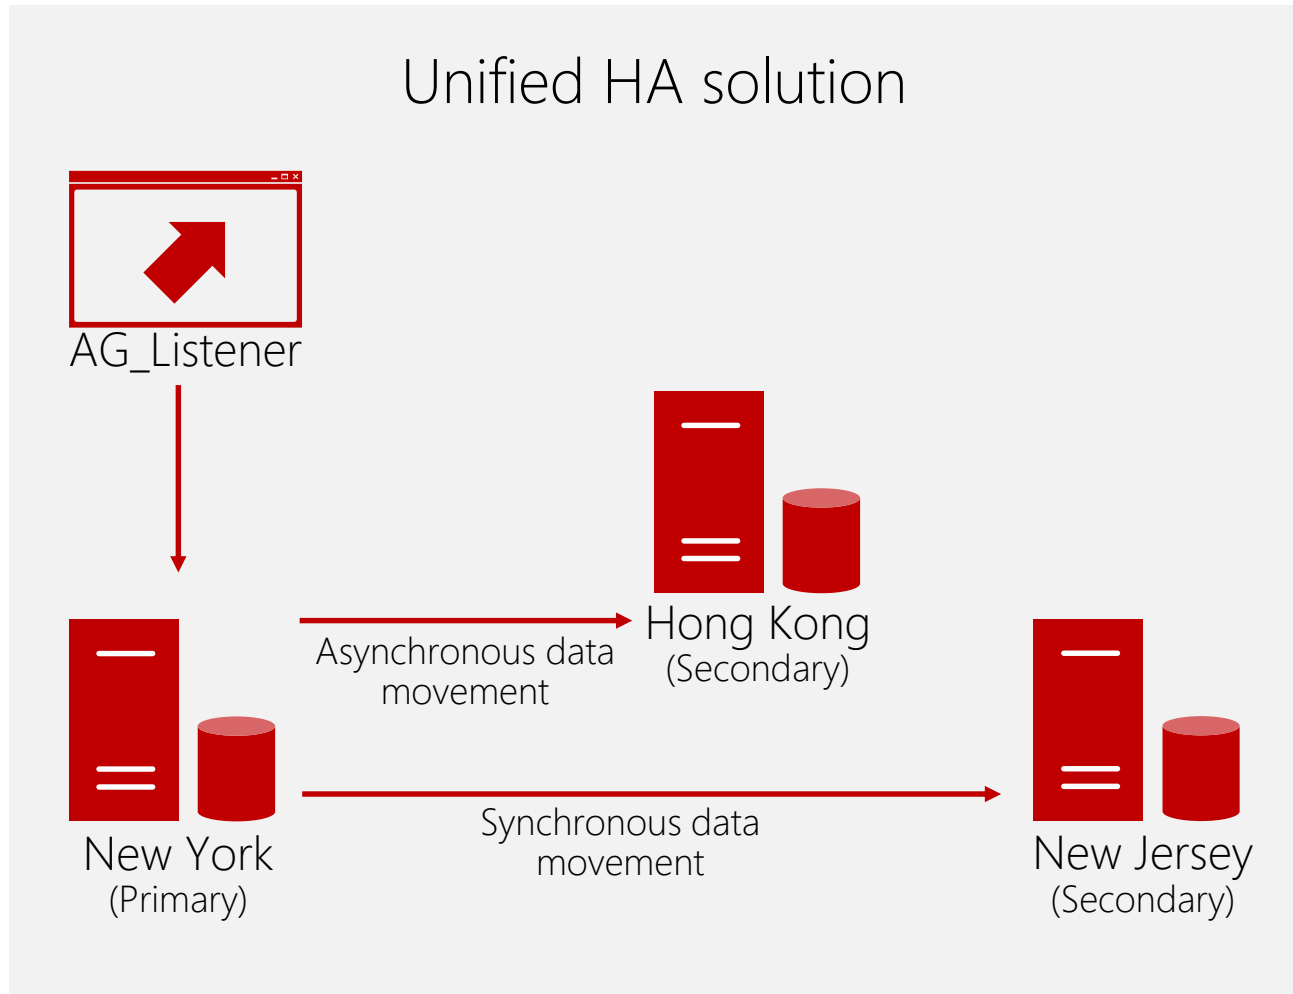 Unified HA solution
AG_Listener
Hong Kong
(Secondary)
Asynchronous data
movement
Synchronous data
movement
New York
(Primary)
New Jersey
(Secondary)